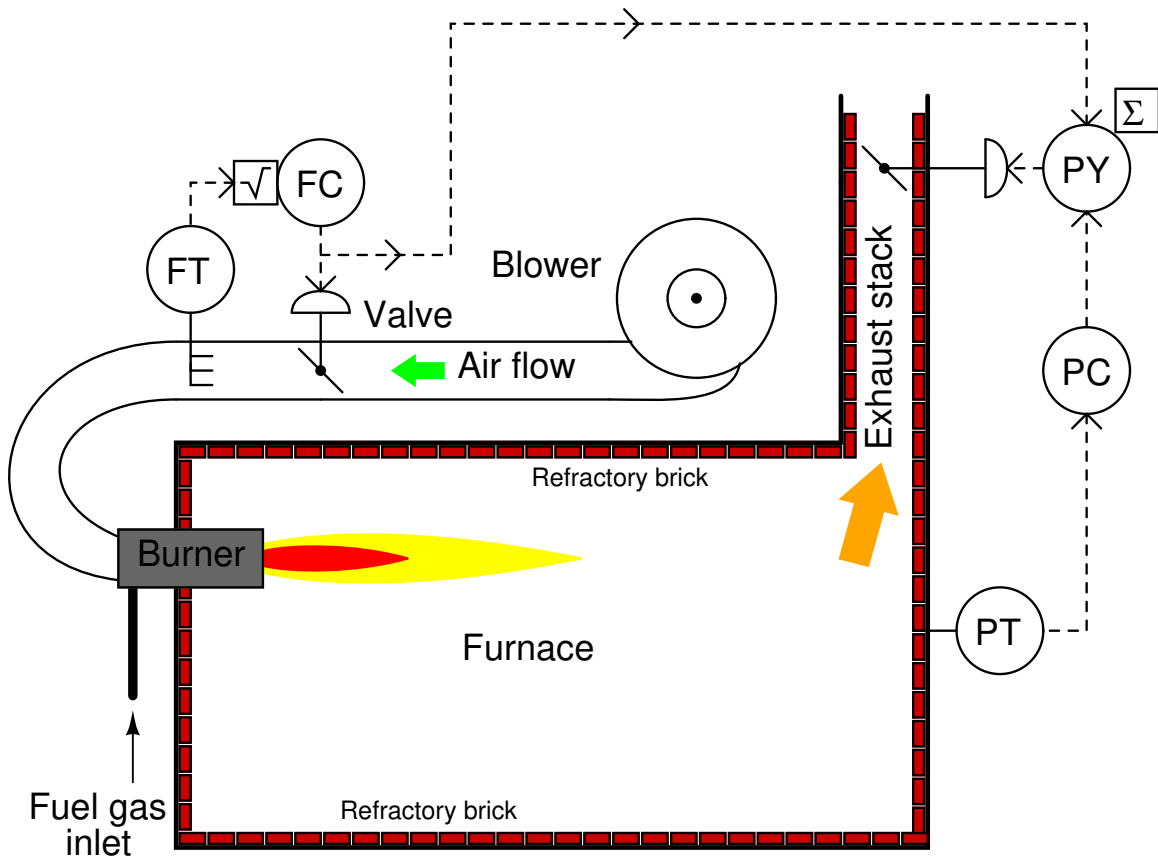 Σ
√
FC
PY
FT
Blower
Valve
Exhaust stack
Air flow
PC
Refractory brick
Burner
PT
Furnace
Fuel gas
inlet
Refractory brick